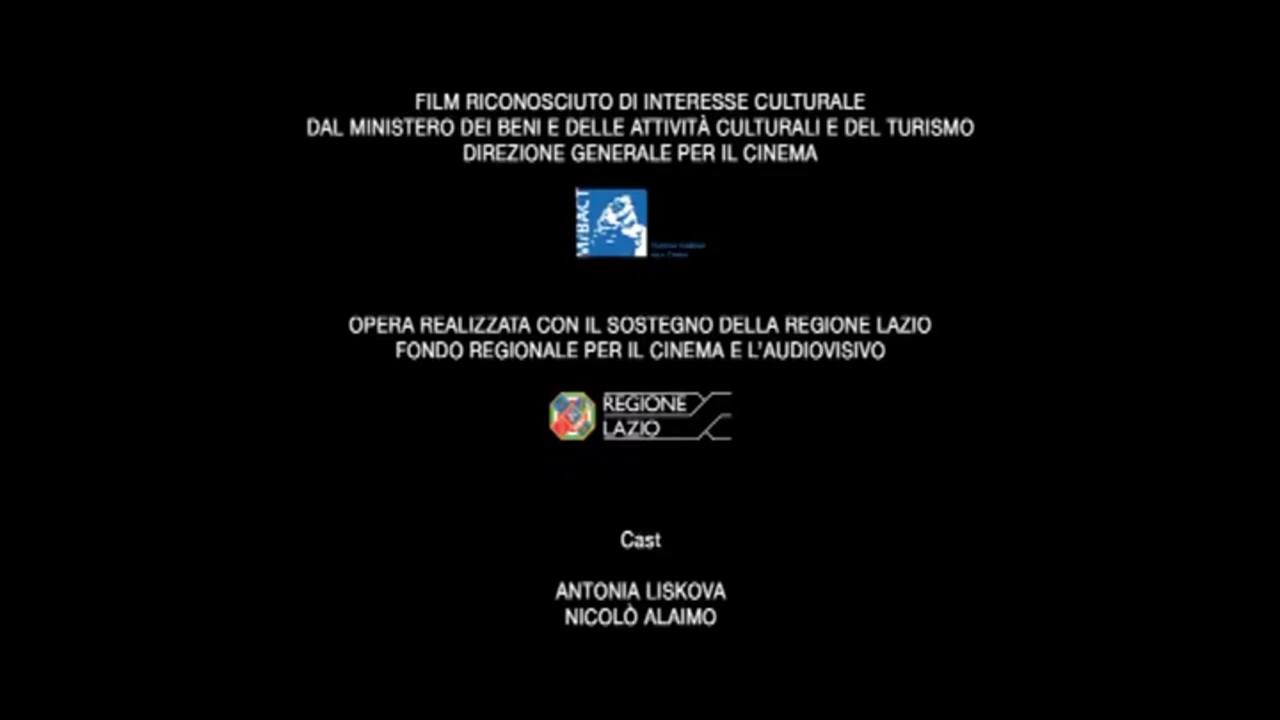 FILM RICONOSCIUTO DI INTERESSE CULTURALE
DAL MINISTERO DEI BENI E DELLE ATTIVITÀ CULTURALI E DEL TURISMO
DIREZIONE GENERALE PER IL CINEMA
MiBACT
OPERA REALIZZATA CON IL SOSTEGNO DELLA REGIONE LAZIO
FONDO REGIONALE PER IL CINEMA E L'AUDIOVISIVO
REGIONE
LAZIO
Cast
ANTONIA LISKOVA
NICOLÒ ALAIMO